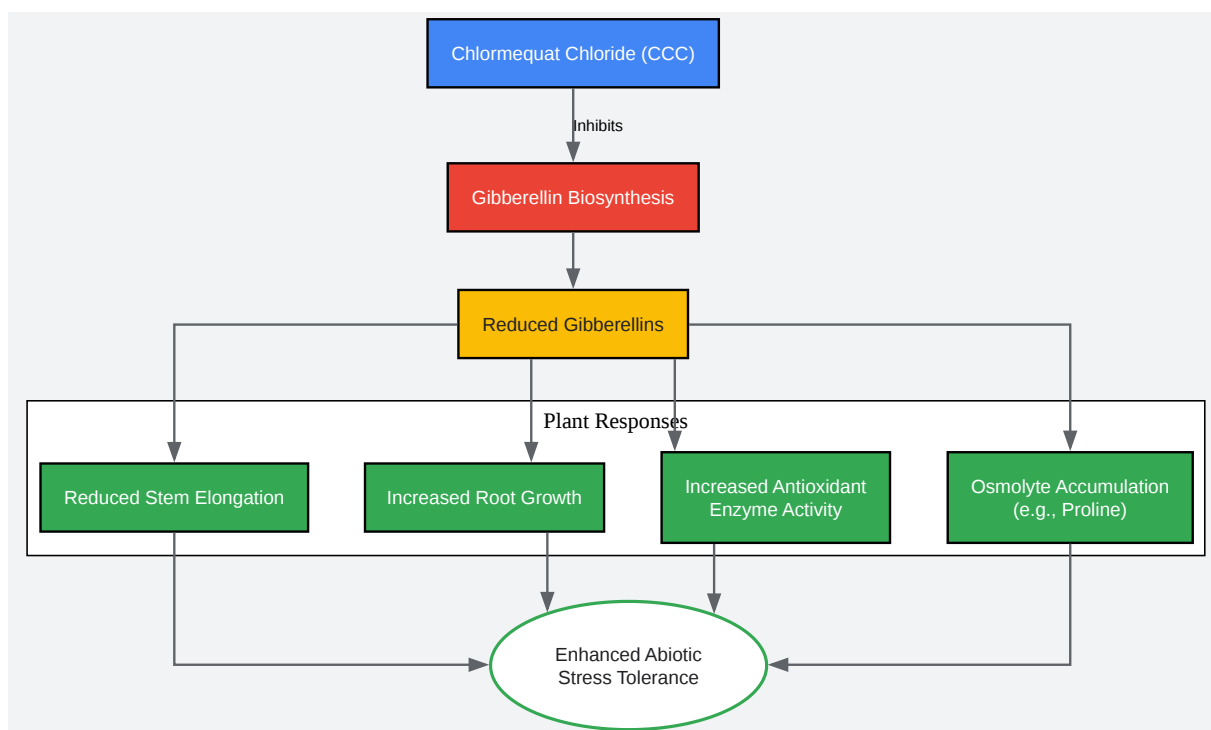 Chlormequat Chloride (CCC)
Inhibits
Gibberellin Biosynthesis
Reduced Gibberellins
Plant Responses
Reduced Stem Elongation
Increased Root Growth
Increased Antioxidant
Enzyme Activity
Osmolyte Accumulation
(e.g., Proline)
Enhanced Abiotic
Stress Tolerance